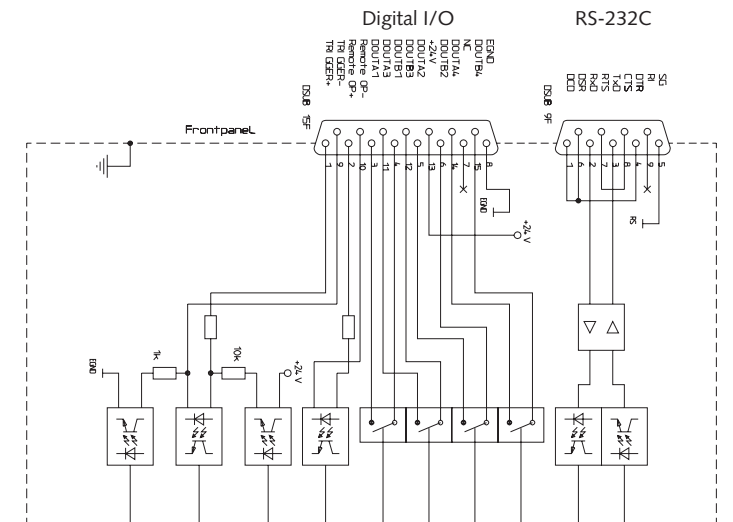 Digital I/O
RS-232C
TRIGGER+
TRIGGER-
Remote OP+
Remote OP-
DOUTA1
DOUTA3
DOUTB1
DOUTB3
DOUTA2
+24V
DOUTB2
DOUTA4
NC
DOUTB4
EGND
DCD
DSR
RxD
RTS
TxD
CTS
DTR
RI
SG
DSUB 15F
DSUB 9F
Frontpanel
1
9
2
10
3
11
4
12
5
13
6
14
7
15
8
1
6
2
7
3
8
4
9
5
EGND
RS
+24 V
1k
10k
+24 V
EGND